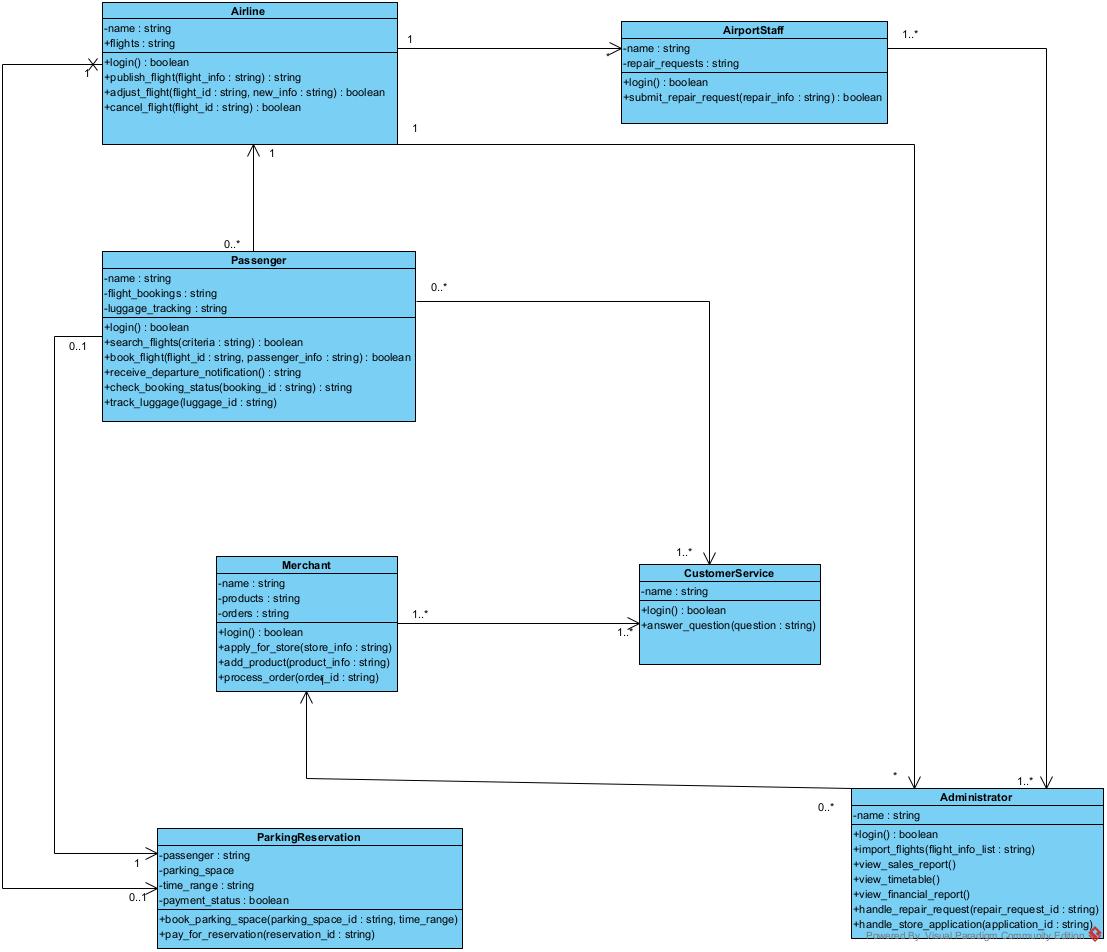 Airline
-name : string
+flights : string
+login() : boolean
+publish_flight(flight_info : string) : string
+adjust_flight(flight_id : string, new_info : string) : boolean
+cancel_flight(flight_id : string) : boolean
1
1
*
AirportStaff
-name : string
-repair_requests : string
+login() : boolean
+submit_repair_request(repair_info : string) : boolean
1..*
1
1
0..*
Passenger
-name : string
-flight_bookings : string
-luggage_tracking : string
+login() : boolean
+search_flights(criteria : string) : boolean
+book_flight(flight_id : string, passenger_info : string) : boolean
+receive_departure_notification() : string
+check_booking_status(booking_id : string) : string
+track_luggage(luggage_id : string)
0..*
0..1
1..*
Merchant
-name : string
-products : string
-orders : string
+login() : boolean
+apply_for_store(store_info : string)
+add_product(product_info : string)
+process_order(order_id : string)
1..*
1..*
CustomerService
-name : string
+login() : boolean
+answer_question(question : string)
*
1..*
0..*
Administrator
-name : string
+login() : boolean
+import_flights(flight_info_list : string)
+view_sales_report()
+view_timetable()
+view_financial_report()
+handle_repair_request(repair_request_id : string)
+handle_store_application(application_id : string)
ParkingReservation
-passenger : string
-parking_space
-time_range : string
-payment_status : boolean
+book_parking_space(parking_space_id : string, time_range)
+pay_for_reservation(reservation_id : string)
1
0..1
Powered By Visual Paradigm Community Edition